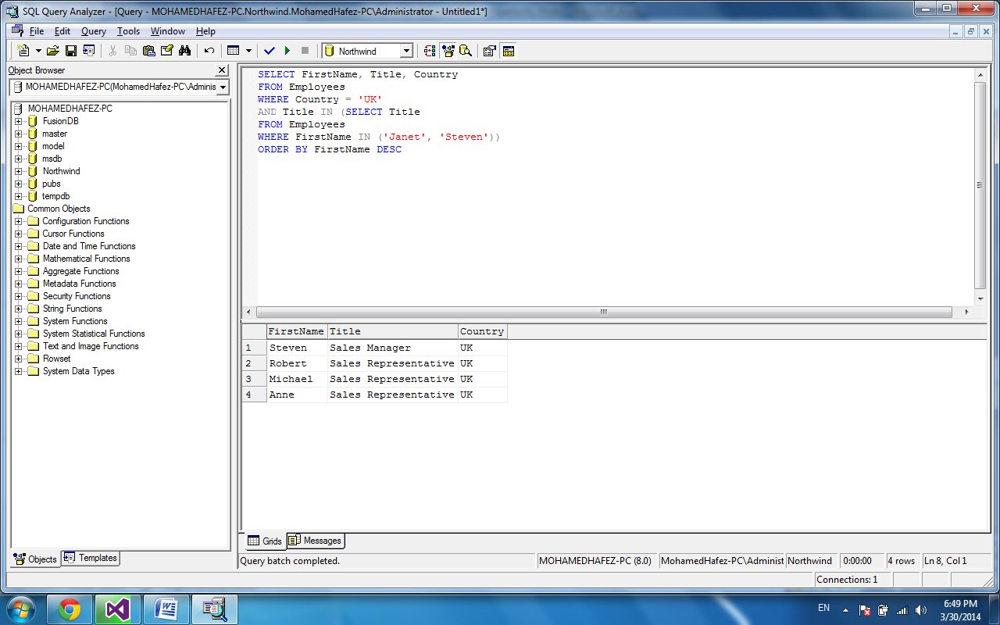 SQL Query Analyzer - [Query - MOHAMEDHAFEZ-PC.Northwind.MohamedHafez-PC\Administrator - Untitled1*]
File Edit Query Tools Window Help
Northwind
Object Browser
MOHAMEDHAFEZ-PC(MohamedHafez-PC\Adminis
MOHAMEDHAFEZ-PC
FusionDB
master
model
msdb
Northwind
pubs
tempdb
Common Objects
Configuration Functions
Cursor Functions
Date and Time Functions
Mathematical Functions
Aggregate Functions
Metadata Functions
Security Functions
String Functions
System Functions
System Statistical Functions
Text and Image Functions
Rowset
System Data Types
Objects Templates
SELECT FirstName, Title, Country
FROM Employees
WHERE Country = 'UK'
AND Title IN (SELECT Title
FROM Employees
WHERE FirstName IN ('Janet', 'Steven'))
ORDER BY FirstName DESC
FirstName Title Country
1 Steven Sales Manager UK
2 Robert Sales Representative UK
3 Michael Sales Representative UK
4 Anne Sales Representative UK
Grids Messages
Query batch completed. MOHAMEDHAFEZ-PC (8.0) MohamedHafez-PC\Administ Northwind 0:00:00 4 rows Ln 8, Col 1
Connections: 1
EN 6:49 PM
3/30/2014